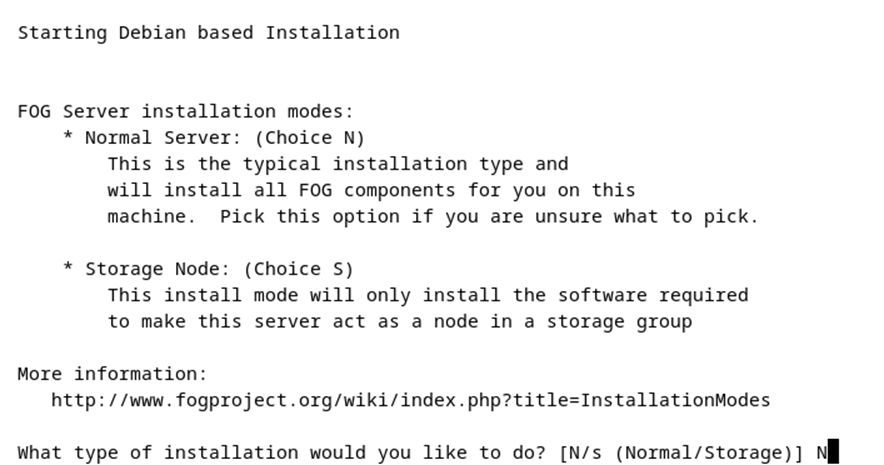 Starting Debian based Installation
FOG Server installation modes:
* Normal Server: (Choice N)
This is the typical installation type and
will install all FOG components for you on this
machine.  Pick this option if you are unsure what to pick.
* Storage Node: (Choice S)
This install mode will only install the software required
to make this server act as a node in a storage group
More information:
http://www.fogproject.org/wiki/index.php?title=InstallationModes
What type of installation would you like to do? [N/s (Normal/Storage)] N